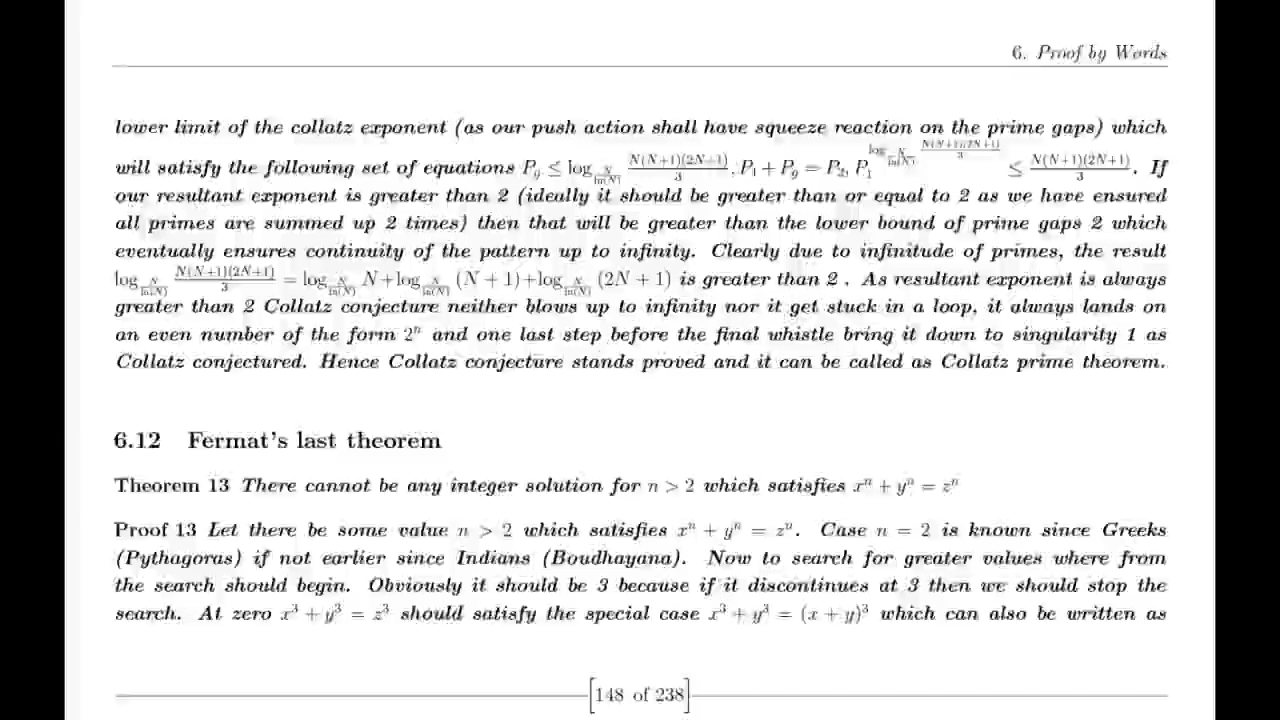 6. Proof by Words
lower limit of the collatz exponent (as our push action shall have squeeze reaction on the prime gaps) which
will satisfy the following set of equations P_g ≤ log_{N/ln(N)} N(N+1)(2N+1)/3, P_1 + P_g = P_2, P_1^{log_{N/ln(N)} N(N+1)(2N+1)/3} ≤ N(N+1)(2N+1)/3. If
our resultant exponent is greater than 2 (ideally it should be greater than or equal to 2 as we have ensured
all primes are summed up 2 times) then that will be greater than the lower bound of prime gaps 2 which
eventually ensures continuity of the pattern up to infinity. Clearly due to infinitude of primes, the result
log_{N/ln(N)} N(N+1)(2N+1)/3 = log_{N/ln(N)} N+log_{N/ln(N)} (N + 1)+log_{N/ln(N)} (2N + 1) is greater than 2 . As resultant exponent is always
greater than 2 Collatz conjecture neither blows up to infinity nor it get stuck in a loop, it always lands on
an even number of the form 2^n and one last step before the final whistle bring it down to singularity 1 as
Collatz conjectured. Hence Collatz conjecture stands proved and it can be called as Collatz prime theorem.
6.12 Fermat's last theorem
Theorem 13 There cannot be any integer solution for n > 2 which satisfies x^n + y^n = z^n
Proof 13 Let there be some value n > 2 which satisfies x^n + y^n = z^n. Case n = 2 is known since Greeks
(Pythagoras) if not earlier since Indians (Boudhayana). Now to search for greater values where from
the search should begin. Obviously it should be 3 because if it discontinues at 3 then we should stop the
search. At zero x^3 + y^3 = z^3 should satisfy the special case x^3 + y^3 = (x + y)^3 which can also be written as
[148 of 238]